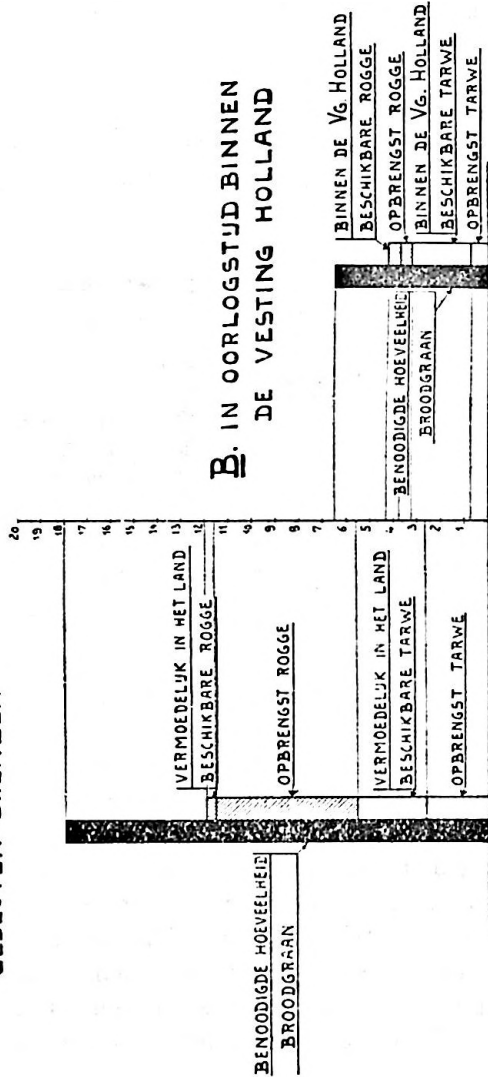 B. IN OORLOGSTIJD BINNEN
DE VESTING HOLLAND
20
19
18
17
16
15
14
13
12
11
10
9
8
7
6
5
4
3
2
1
VERMOEDELIJK IN HET LAND
BESCHIKBARE ROGGE
OPBRENGST ROGGE
VERMOEDELIJK IN HET LAND
BESCHIKBARE TARWE
OPBRENGST TARWE
BENOODIGDE HOEVEELHEID
BROODGRAAN
BINNEN DE VG. HOLLAND
BESCHIKBARE ROGGE
OPBRENGST ROGGE
BINNEN DE VG. HOLLAND
BESCHIKBARE TARWE
OPBRENGST TARWE
BENOODIGDE HOEVEELHEID
BROODGRAAN